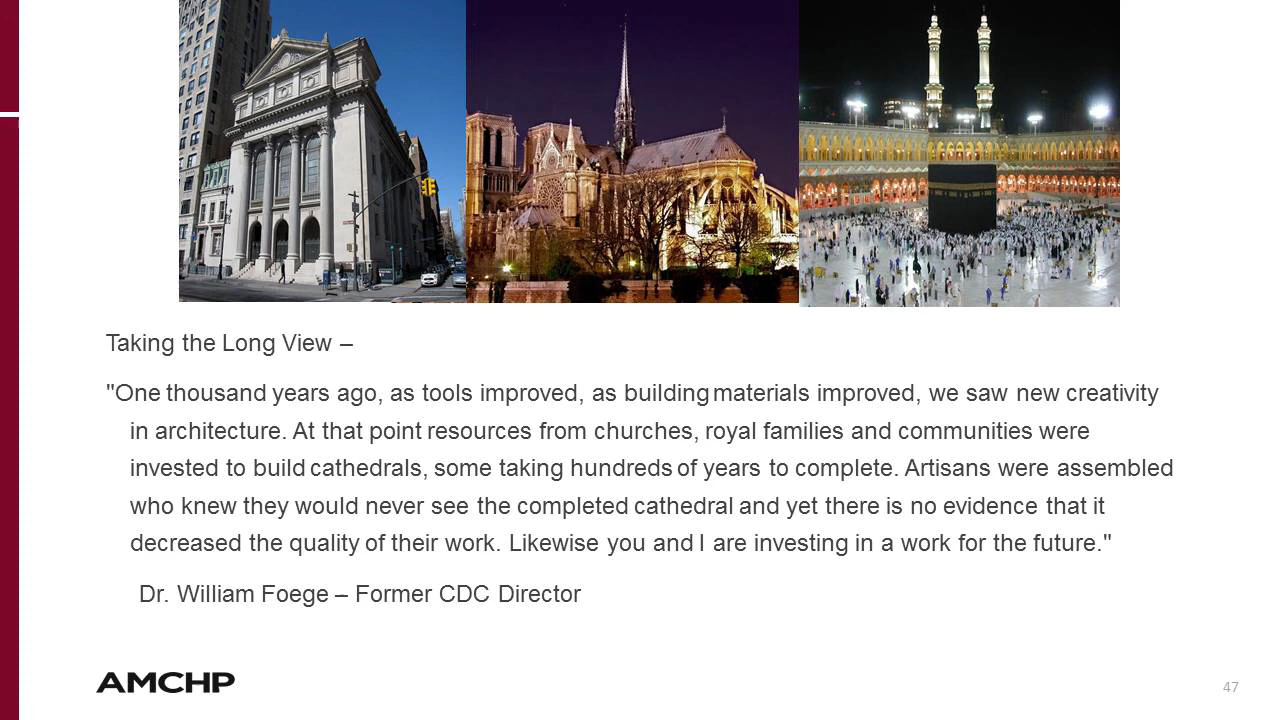 Taking the Long View –
"One thousand years ago, as tools improved, as building materials improved, we saw new creativity
in architecture. At that point resources from churches, royal families and communities were
invested to build cathedrals, some taking hundreds of years to complete. Artisans were assembled
who knew they would never see the completed cathedral and yet there is no evidence that it
decreased the quality of their work. Likewise you and I are investing in a work for the future."
Dr. William Foege – Former CDC Director
AMCHP
47